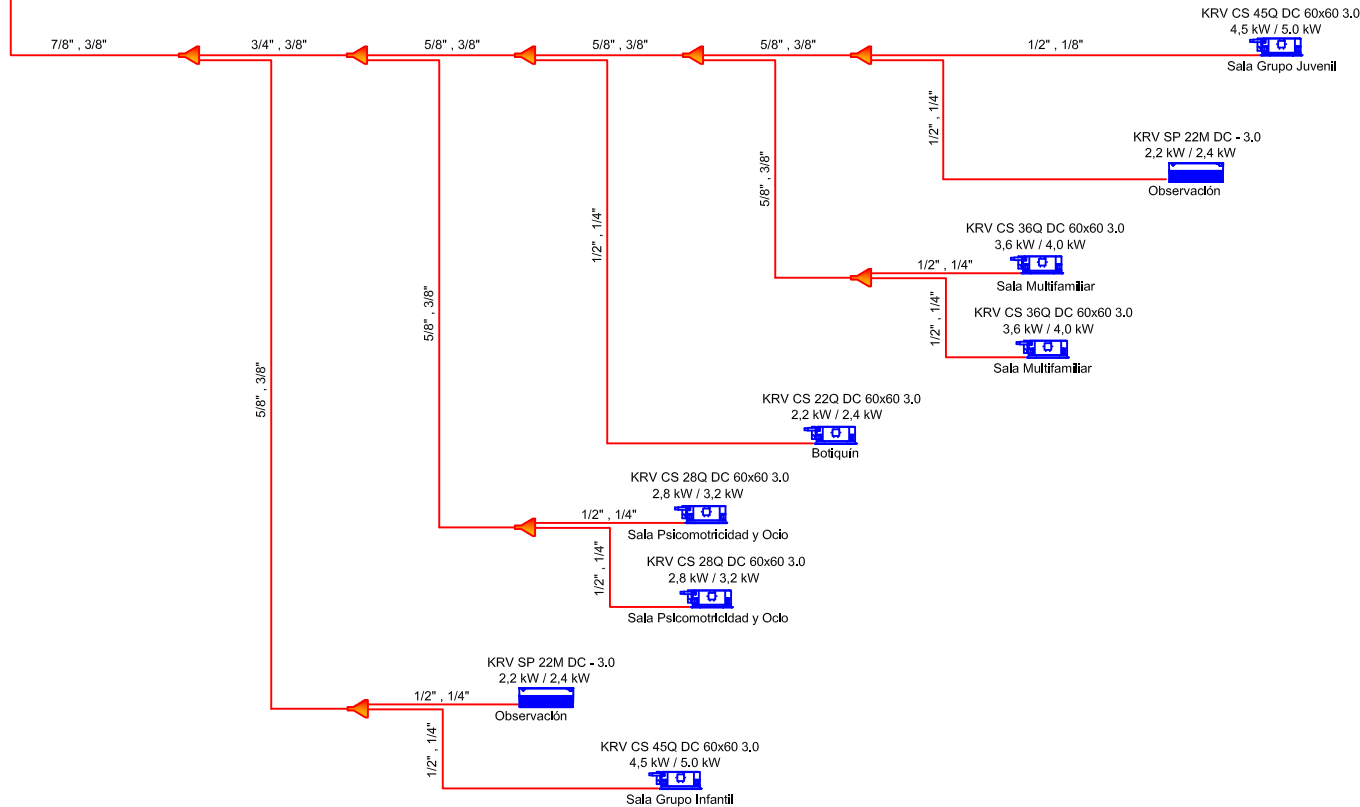 KRV CS 45Q DC 60x60 3.0
4,5 kW / 5.0 kW
Sala Grupo Juvenil
7/8" , 3/8"
3/4" , 3/8"
5/8" , 3/8"
5/8" , 3/8"
5/8" , 3/8"
1/2" , 1/8"
1/2" , 1/4"
KRV SP 22M DC - 3.0
2,2 kW / 2,4 kW
Observación
5/8" , 3/8"
KRV CS 36Q DC 60x60 3.0
3,6 kW / 4,0 kW
1/2" , 1/4"
Sala Multifamiliar
1/2" , 1/4"
KRV CS 36Q DC 60x60 3.0
3,6 kW / 4,0 kW
Sala Multifamiliar
1/2" , 1/4"
KRV CS 22Q DC 60x60 3.0
2,2 kW / 2,4 kW
Botiquín
5/8" , 3/8"
KRV CS 28Q DC 60x60 3.0
2,8 kW / 3,2 kW
1/2" , 1/4"
Sala Psicomotricidad y Ocio
1/2" , 1/4"
KRV CS 28Q DC 60x60 3.0
2,8 kW / 3,2 kW
Sala Psicomotricidad y Ocio
5/8" , 3/8"
KRV SP 22M DC - 3.0
2,2 kW / 2,4 kW
1/2" , 1/4"
Observación
1/2" , 1/4"
KRV CS 45Q DC 60x60 3.0
4,5 kW / 5.0 kW
Sala Grupo Infantil